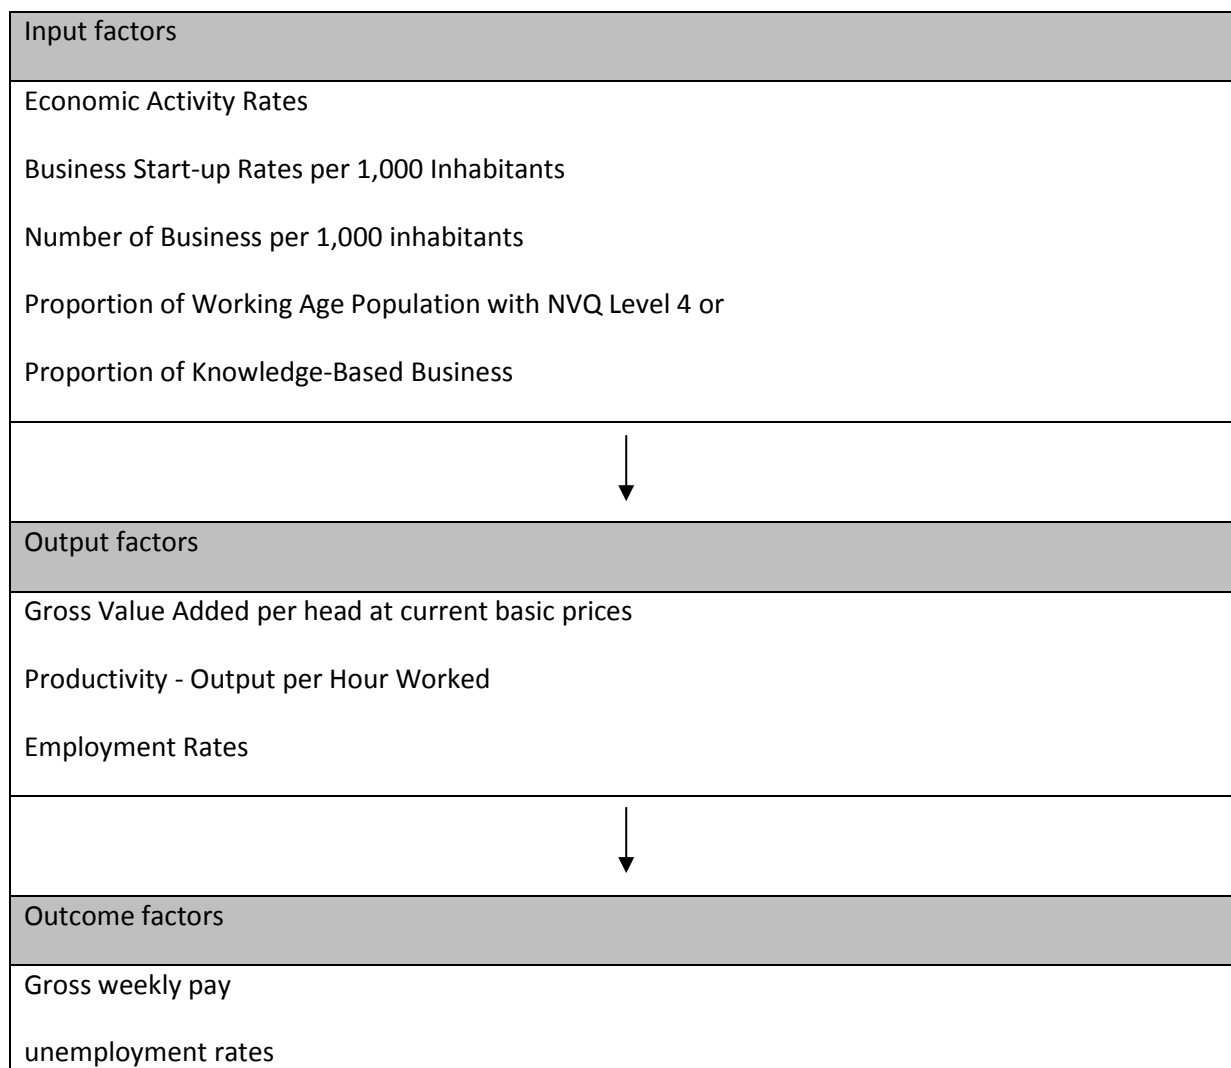 Input factors
Economic Activity Rates
Business Start-up Rates per 1,000 Inhabitants
Number of Business per 1,000 inhabitants
Proportion of Working Age Population with NVQ Level 4 or
Proportion of Knowledge-Based Business
Output factors
Gross Value Added per head at current basic prices
Productivity - Output per Hour Worked
Employment Rates
Outcome factors
Gross weekly pay
unemployment rates